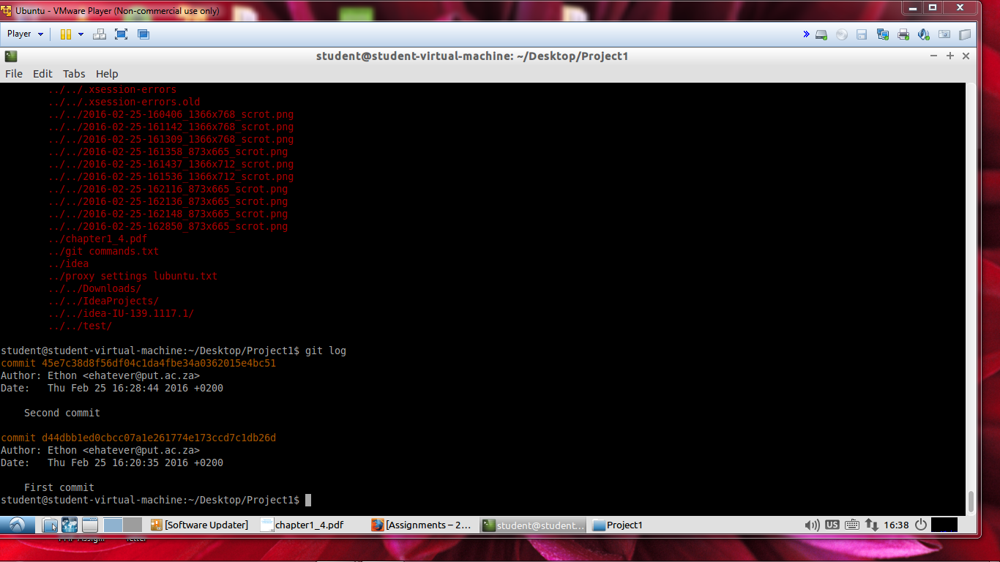 Ubuntu - VMware Player (Non-commercial use only)
Player
student@student-virtual-machine: ~/Desktop/Project1
File Edit Tabs Help
../../.xsession-errors
../../.xsession-errors.old
../../2016-02-25-160406_1366x768_scrot.png
../../2016-02-25-161142_1366x768_scrot.png
../../2016-02-25-161309_1366x768_scrot.png
../../2016-02-25-161358_873x665_scrot.png
../../2016-02-25-161437_1366x712_scrot.png
../../2016-02-25-161536_1366x712_scrot.png
../../2016-02-25-162116_873x665_scrot.png
../../2016-02-25-162136_873x665_scrot.png
../../2016-02-25-162148_873x665_scrot.png
../../2016-02-25-162850_873x665_scrot.png
../chapter1_4.pdf
../git commands.txt
../idea
../proxy settings lubuntu.txt
../../Downloads/
../../IdeaProjects/
../../idea-IU-139.1117.1/
../../test/
student@student-virtual-machine:~/Desktop/Project1$ git log
commit 45e7c38d8f56df04c1da4fbe34a0362015e4bc51
Author: Ethon <ehatever@put.ac.za>
Date:   Thu Feb 25 16:28:44 2016 +0200
Second commit
commit d44dbb1ed0cbcc07a1e261774e173ccd7c1db26d
Author: Ethon <ehatever@put.ac.za>
Date:   Thu Feb 25 16:20:35 2016 +0200
First commit
student@student-virtual-machine:~/Desktop/Project1$
[Software Updater] chapter1_4.pdf [Assignments – 2... student@student... Project1 US 16:38